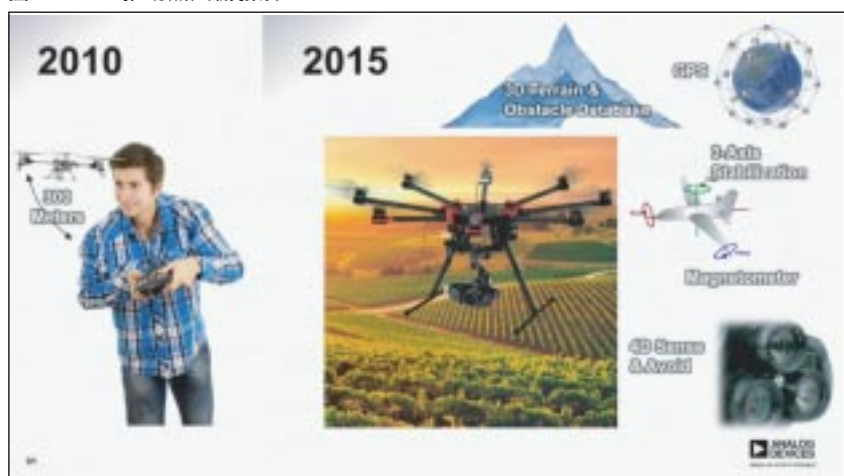 2010
2015
3D Terrain &
Obstacle Database
GPS
300
Meters
3-Axis
Stabilization
Magnetometer
4D Sense
& Avoid
ANALOG
DEVICES